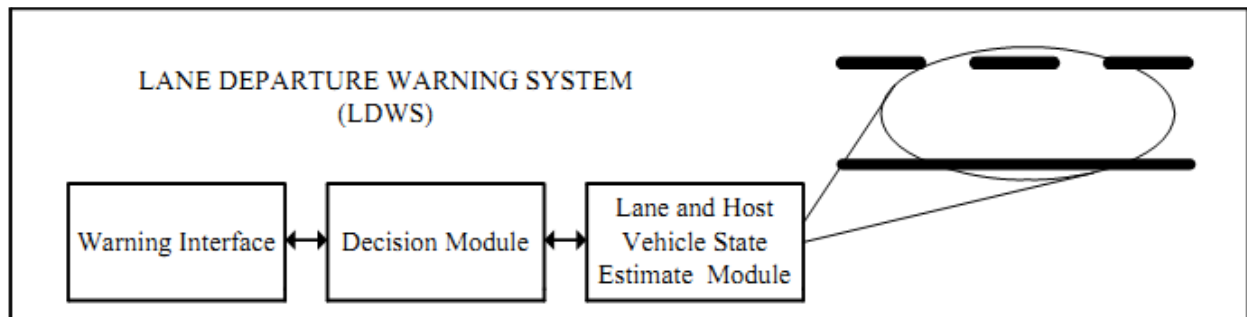 LANE DEPARTURE WARNING SYSTEM
(LDWS)
Warning Interface
Decision Module
Lane and Host
Vehicle State
Estimate Module